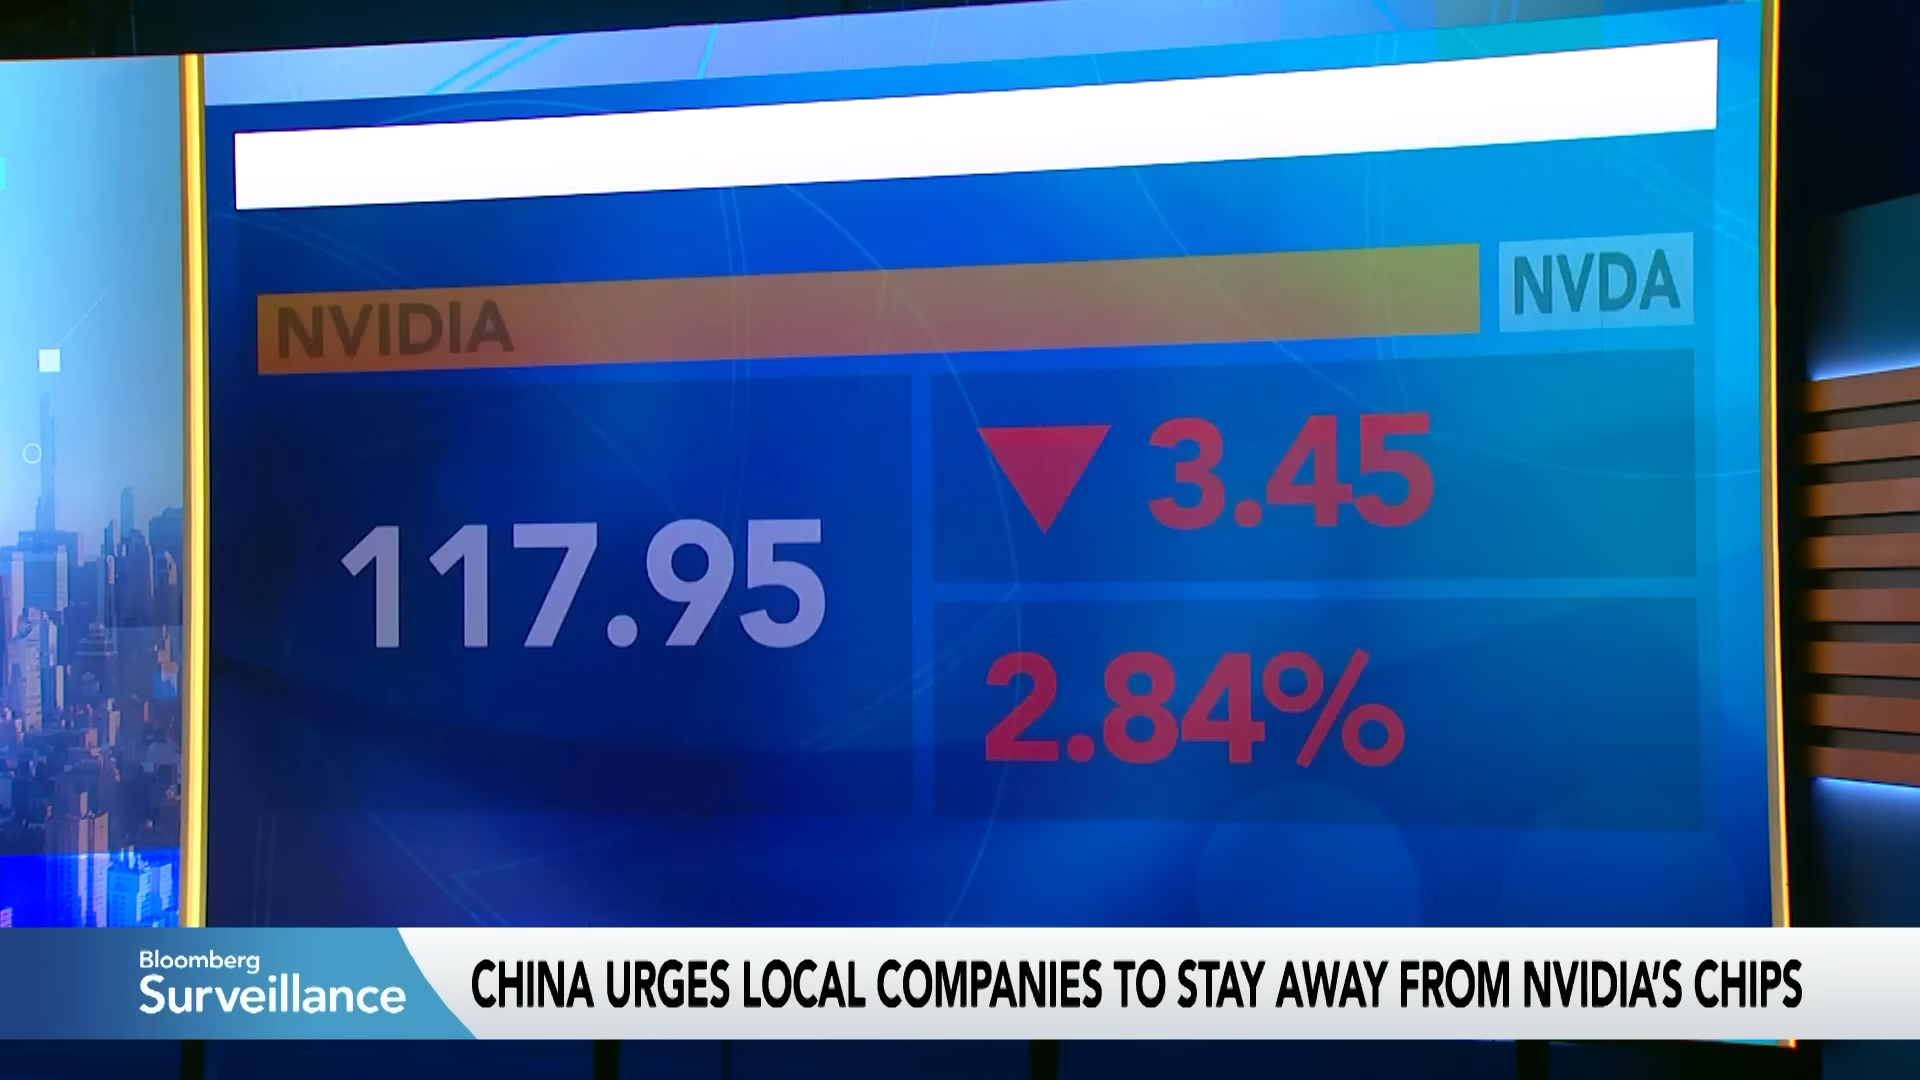 NVIDIA
NVDA
117.95
▼ 3.45
2.84%
Bloomberg
Surveillance
CHINA URGES LOCAL COMPANIES TO STAY AWAY FROM NVIDIA'S CHIPS